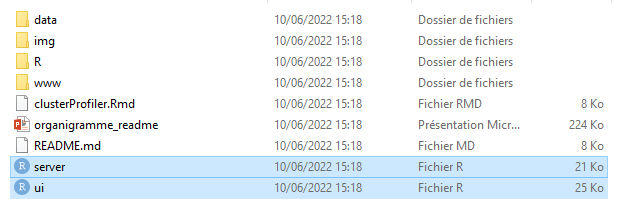 data 10/06/2022 15:18 Dossier de fichiers
img 10/06/2022 15:18 Dossier de fichiers
R 10/06/2022 15:18 Dossier de fichiers
www 10/06/2022 15:18 Dossier de fichiers
clusterProfiler.Rmd 10/06/2022 15:18 Fichier RMD 8 Ko
organigramme_readme 10/06/2022 15:18 Présentation Micr... 224 Ko
README.md 10/06/2022 15:18 Fichier MD 8 Ko
server 10/06/2022 15:18 Fichier R 21 Ko
ui 10/06/2022 15:18 Fichier R 25 Ko